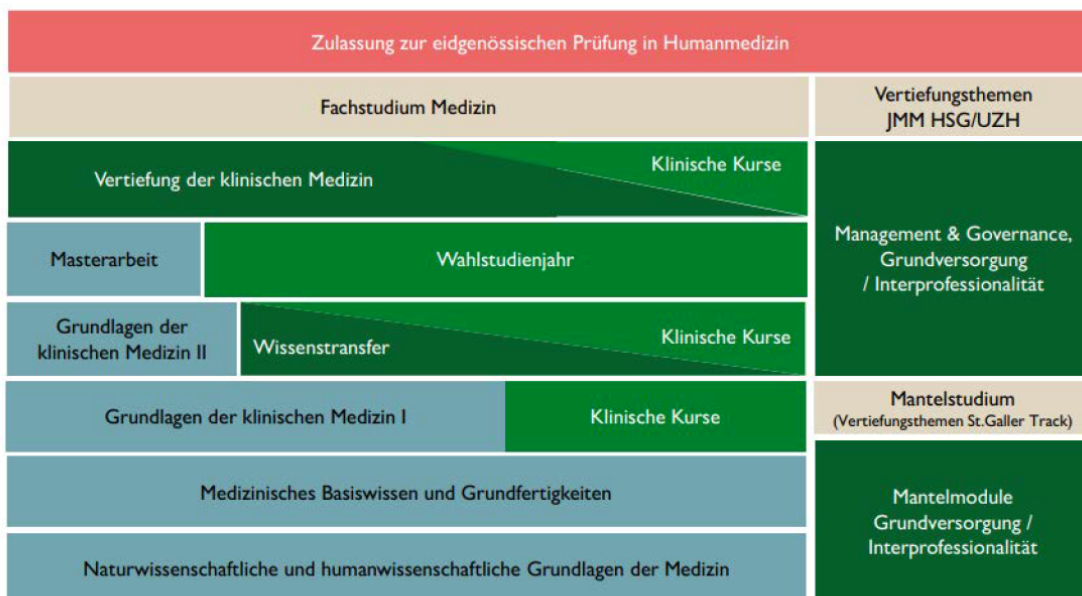 Zulassung zur eidgenössischen Prüfung in Humanmedizin
Fachstudium Medizin
Vertiefungsthemen
JMM HSG/UZH
Vertiefung der klinischen Medizin
Klinische Kurse
Masterarbeit
Wahlstudienjahr
Management & Governance,
Grundversorgung
/ Interprofessionalität
Grundlagen der
klinischen Medizin II
Wissenstransfer
Klinische Kurse
Grundlagen der klinischen Medizin I
Klinische Kurse
Mantelstudium
(Vertiefungsthemen St.Galler Track)
Medizinisches Basiswissen und Grundfertigkeiten
Mantelmodule
Grundversorgung /
Interprofessionalität
Naturwissenschaftliche und humanwissenschaftliche Grundlagen der Medizin